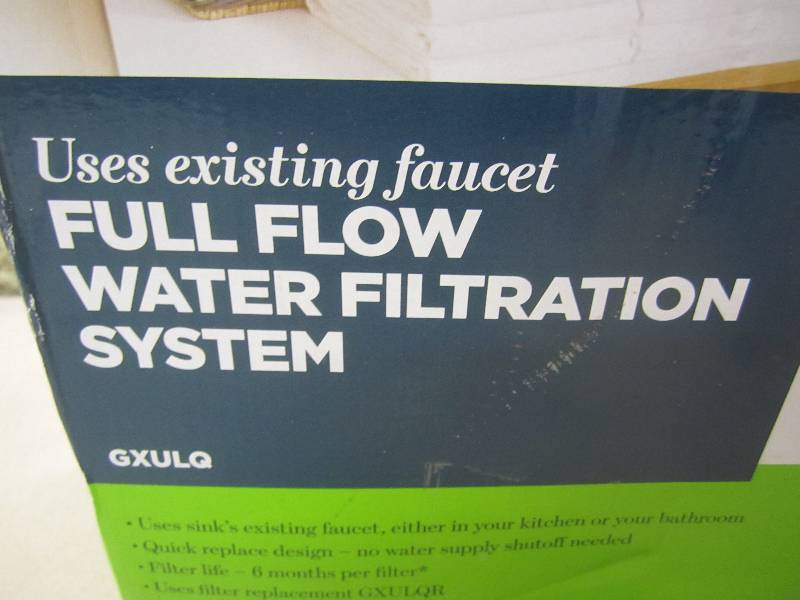 Uses existing faucet
FULL FLOW
WATER FILTRATION
SYSTEM
GXULQ
• Uses sink's existing faucet, either in your kitchen or your bathroom
• Quick replace design – no water supply shutoff needed
• Filter life – 6 months per filter*
• Uses filter replacement GXULQR